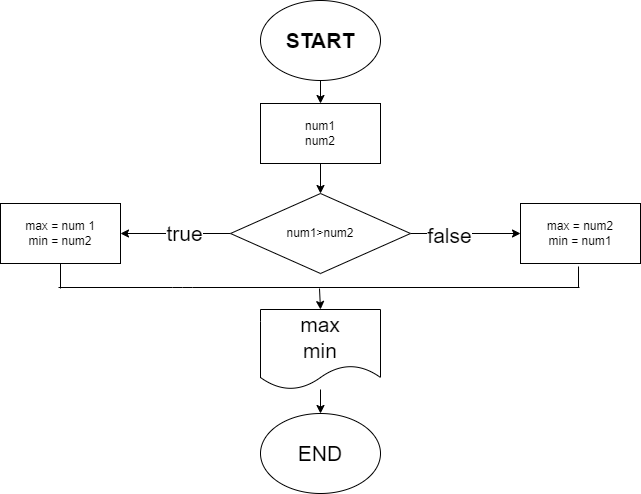 START
num1
num2
num1>num2
true
false
max = num 1
min = num2
max = num2
min = num1
max
min
END